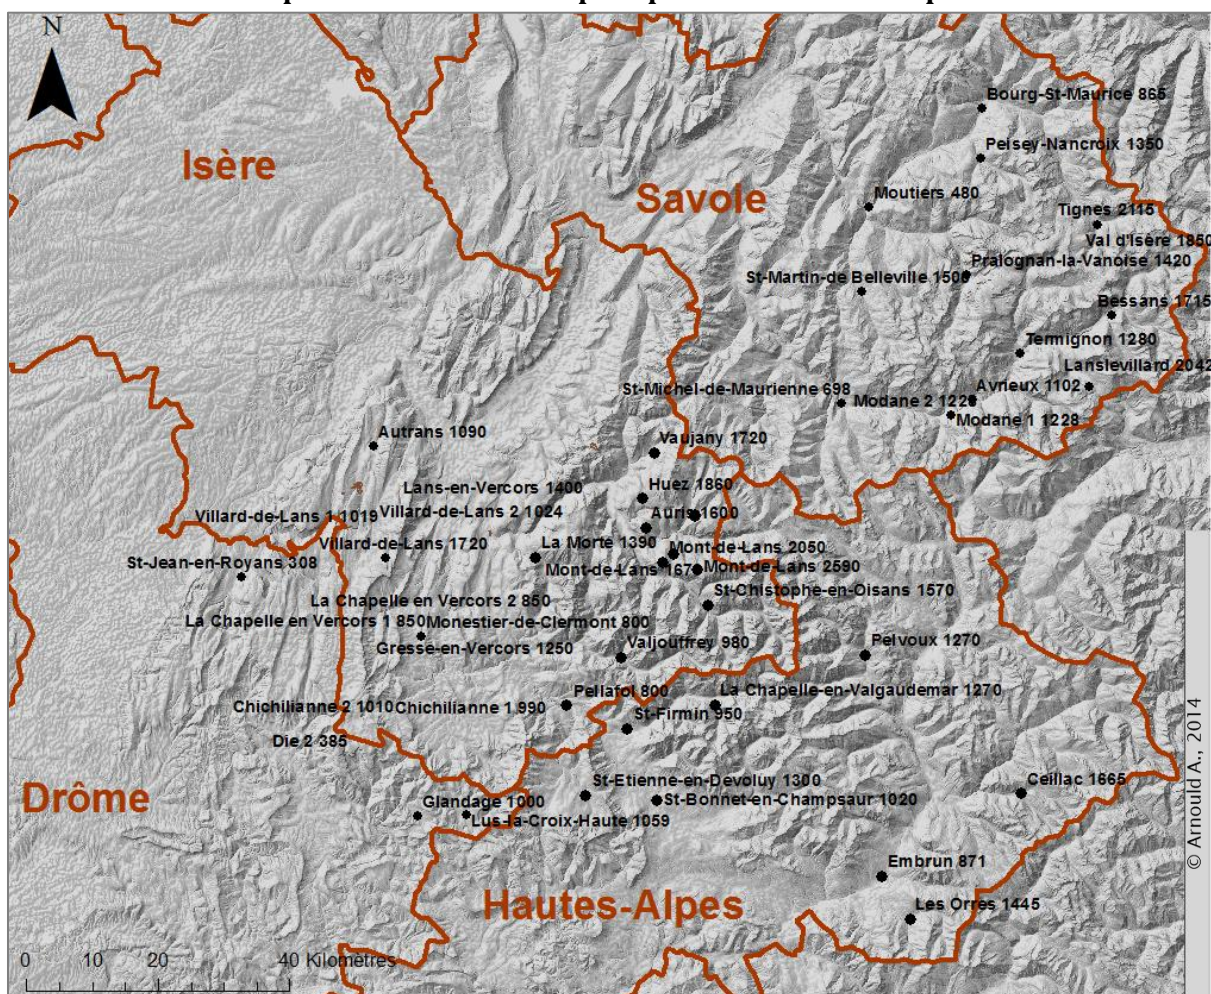 N
Isère
Savoie
Drôme
Hautes-Alpes
Bourg-St-Maurice 865
Peisey-Nancroix 1350
Moutiers 480
Tignes 2115
Val d'Isère 1850
Pralognan-la-Vanoise 1420
St-Martin-de Belleville 1500
Bessans 1715
Termignon 1280
Lanslevillard 2042
St-Michel-de-Maurienne 698
Avrieux 1102
Modane 2 1228
Modane 1 1228
Autrans 1090
Vaujany 1720
Lans-en-Vercors 1400
Huez 1860
Villard-de-Lans 1 1019
Villard-de-Lans 2 1024
Auris 1600
Villard-de-Lans 1720
La Morte 1390
Mont-de-Lans 2050
St-Jean-en-Royans 308
Mont-de-Lans 167
Mont-de-Lans 2590
La Chapelle en Vercors 2 850
St-Chistophe-en-Oisans 1570
La Chapelle en Vercors 1 850
Monestier-de-Clermont 800
Gresse-en-Vercors 1250
Valjouffrey 980
Pelvoux 1270
Pellafol 800
La Chapelle-en-Valgaudemar 1270
Chichilianne 2 1010
Chichilianne 1 990
St-Firmin 950
Die 2 385
St-Etienne-en-Devoluy 1300
Ceillac 1665
Glandage 1000
St-Bonnet-en-Champsaur 1020
Lus-la-Croix-Haute 1059
Embrun 871
Les Orres 1445
0 10 20 40 Kilomètres
© Arnould A., 2014